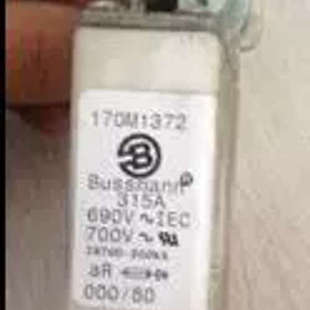 170M1372
B
Bussmann
315A
690V~IEC
700V~
aR
000/80